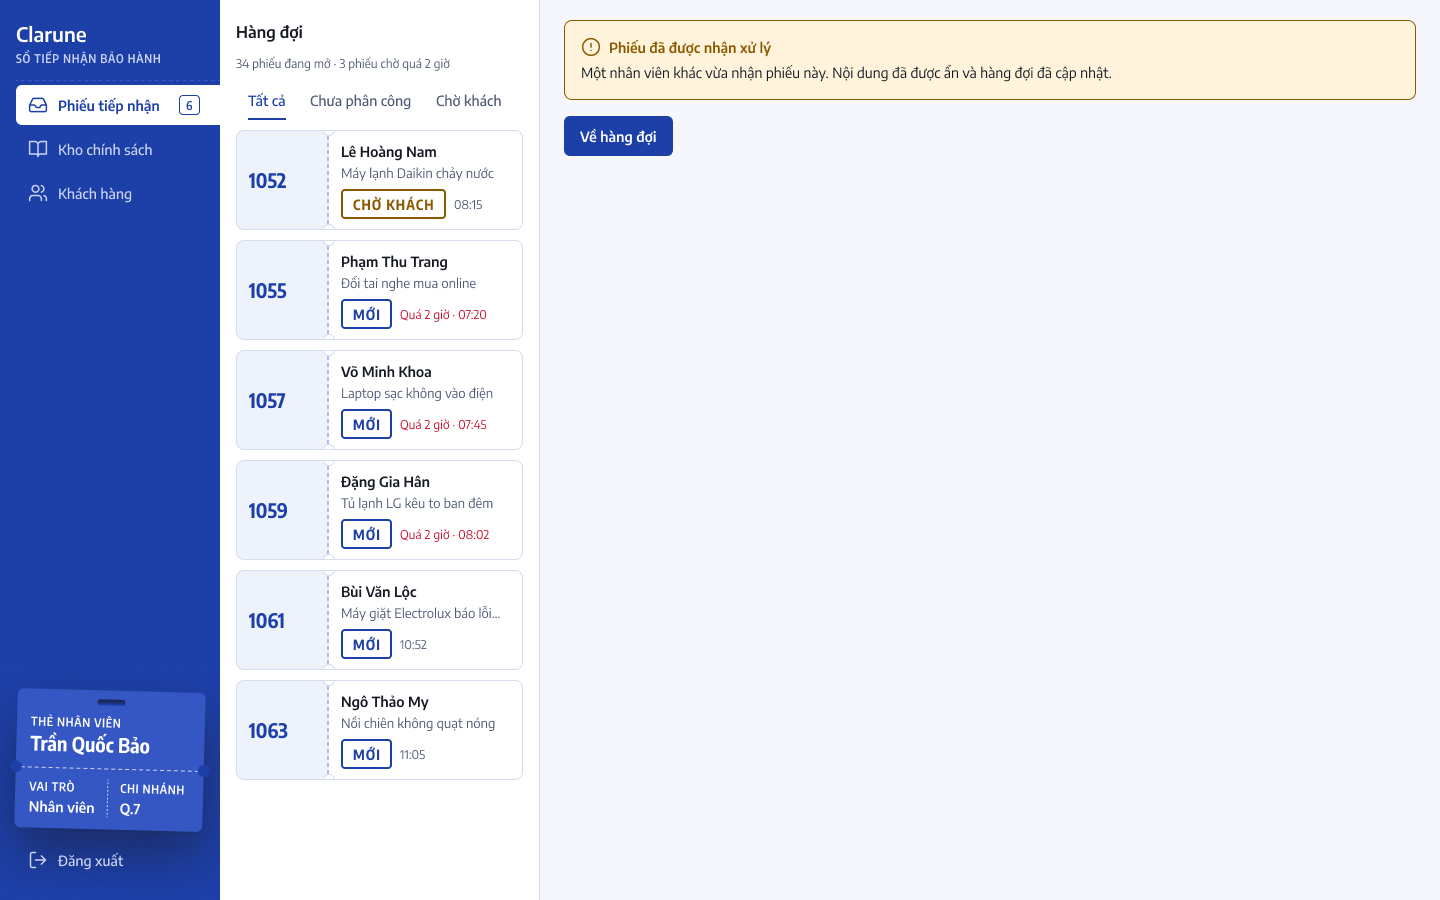 Clarune
SỔ TIẾP NHẬN BẢO HÀNH
Phiếu tiếp nhận 6
Kho chính sách
Khách hàng
THẺ NHÂN VIÊN
Trần Quốc Bảo
VAI TRÒ CHI NHÁNH
Nhân viên Q.7
Đăng xuất
Hàng đợi
34 phiếu đang mở · 3 phiếu chờ quá 2 giờ
Tất cả Chưa phân công Chờ khách
1052
Lê Hoàng Nam
Máy lạnh Daikin chảy nước
CHỜ KHÁCH 08:15
1055
Phạm Thu Trang
Đổi tai nghe mua online
MỚI Quá 2 giờ · 07:20
1057
Võ Minh Khoa
Laptop sạc không vào điện
MỚI Quá 2 giờ · 07:45
1059
Đặng Gia Hân
Tủ lạnh LG kêu to ban đêm
MỚI Quá 2 giờ · 08:02
1061
Bùi Văn Lộc
Máy giặt Electrolux báo lỗi...
MỚI 10:52
1063
Ngô Thảo My
Nồi chiên không quạt nóng
MỚI 11:05
Phiếu đã được nhận xử lý
Một nhân viên khác vừa nhận phiếu này. Nội dung đã được ẩn và hàng đợi đã cập nhật.
Về hàng đợi